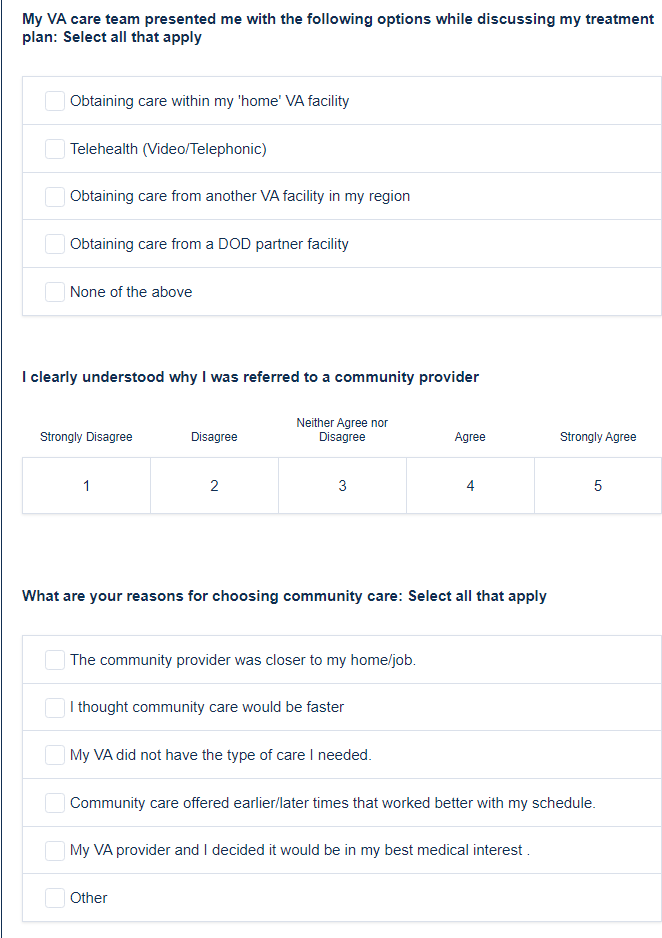 My VA care team presented me with the following options while discussing my treatment
plan: Select all that apply
Obtaining care within my 'home' VA facility
Telehealth (Video/Telephonic)
Obtaining care from another VA facility in my region
Obtaining care from a DOD partner facility
None of the above
I clearly understood why I was referred to a community provider
Strongly Disagree
Disagree
Neither Agree nor
Disagree
Agree
Strongly Agree
1
2
3
4
5
What are your reasons for choosing community care: Select all that apply
The community provider was closer to my home/job.
I thought community care would be faster
My VA did not have the type of care I needed.
Community care offered earlier/later times that worked better with my schedule.
My VA provider and I decided it would be in my best medical interest .
Other